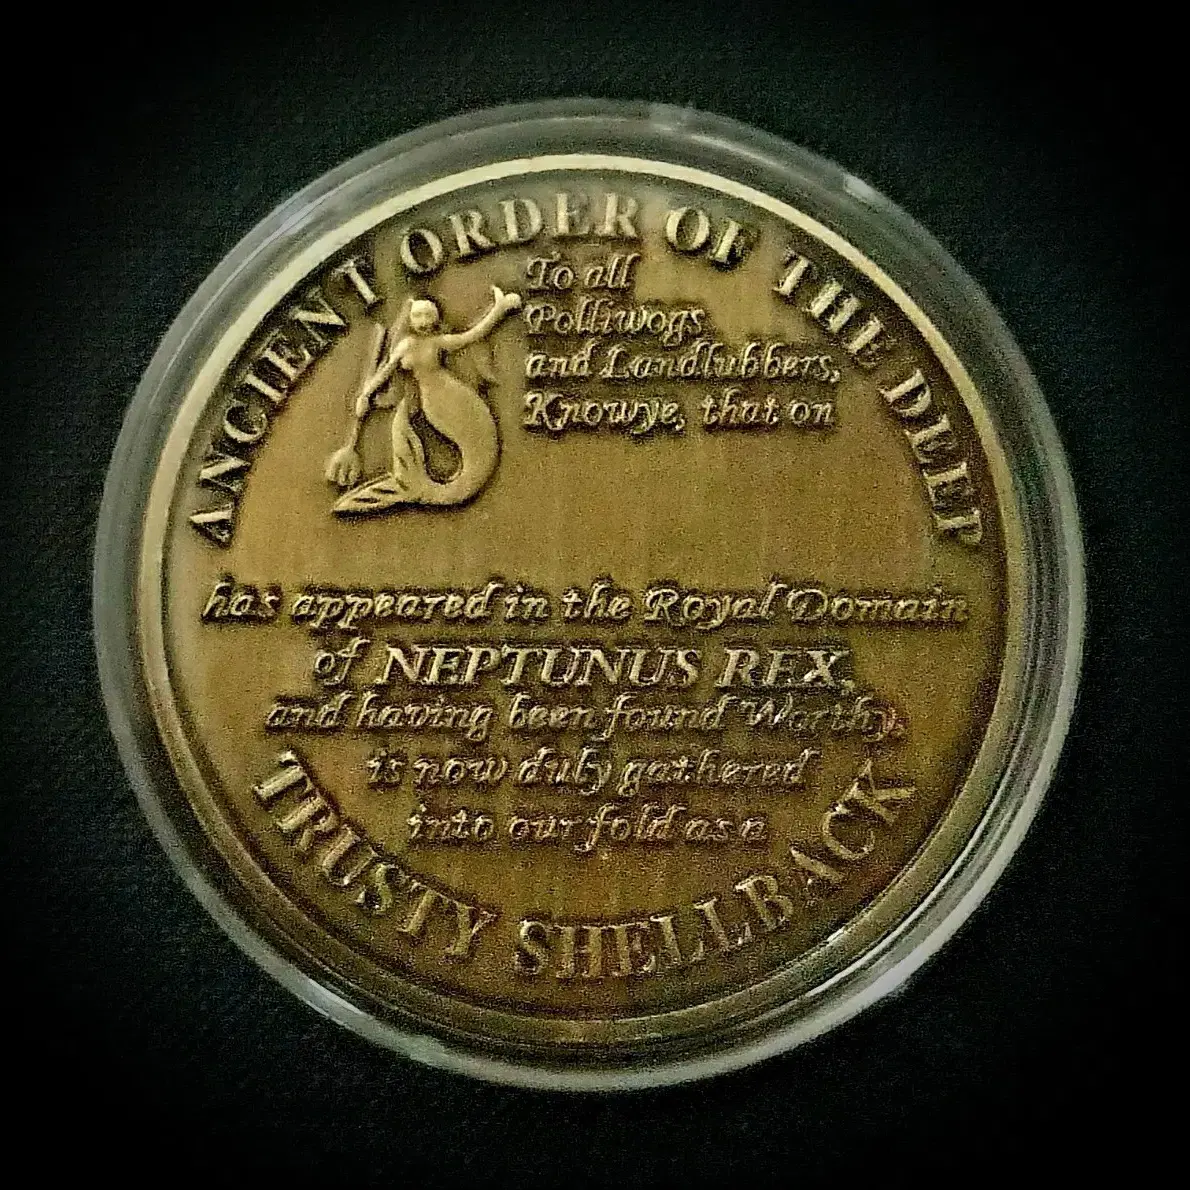 ANCIENT ORDER OF THE DEEP
To all
Polliwogs
and Landlubbers,
Knowye, that on
has appeared in the Royal Domain
of NEPTUNUS REX,
and having been found Worthy,
is now duly gathered
into our fold as a
TRUSTY SHELLBACK